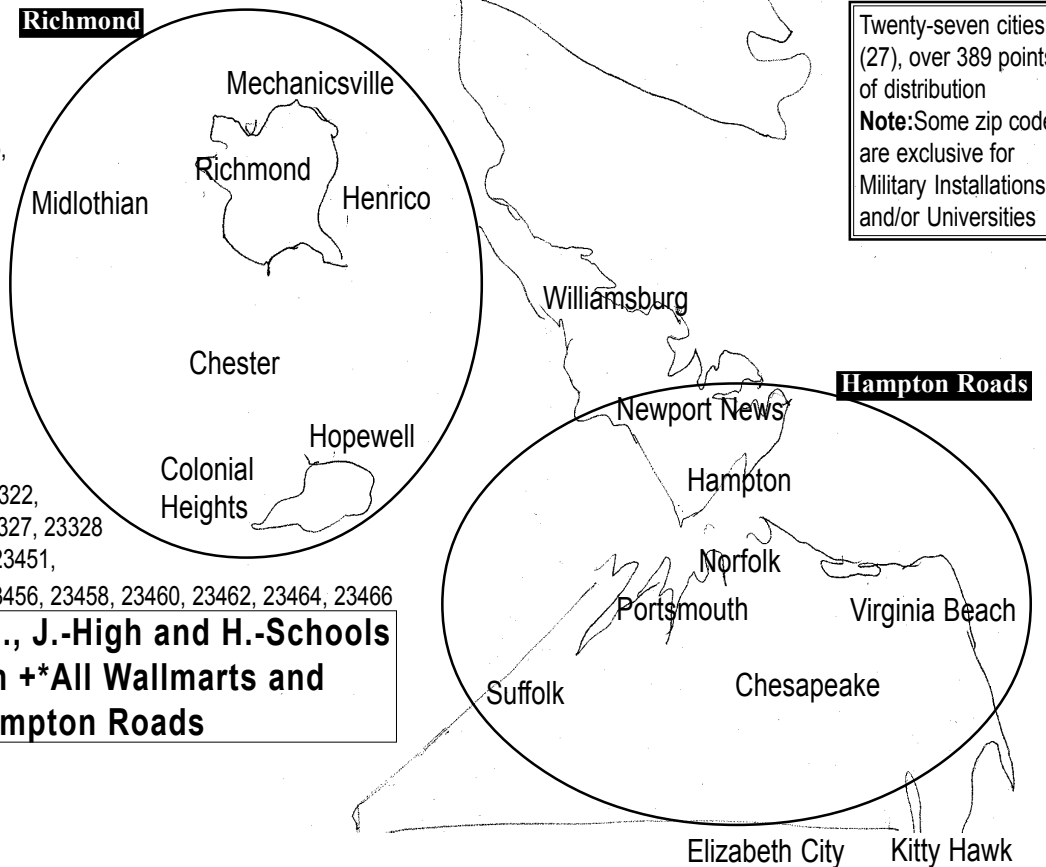 Richmond
Mechanicsville
Richmond
Midlothian
Henrico
Chester
Hopewell
Colonial
Heights
322,
327, 23328
23451,
3456, 23458, 23460, 23462, 23464, 23466
., J.-High and H.-Schools
+*All Wallmarts and
mpton Roads
Twenty-seven cities
(27), over 389 points
of distribution
Note:Some zip code
are exclusive for
Military Installations
and/or Universities
Williamsburg
Hampton Roads
Newport News
Hampton
Norfolk
Portsmouth
Virginia Beach
Suffolk
Chesapeake
Elizabeth City
Kitty Hawk